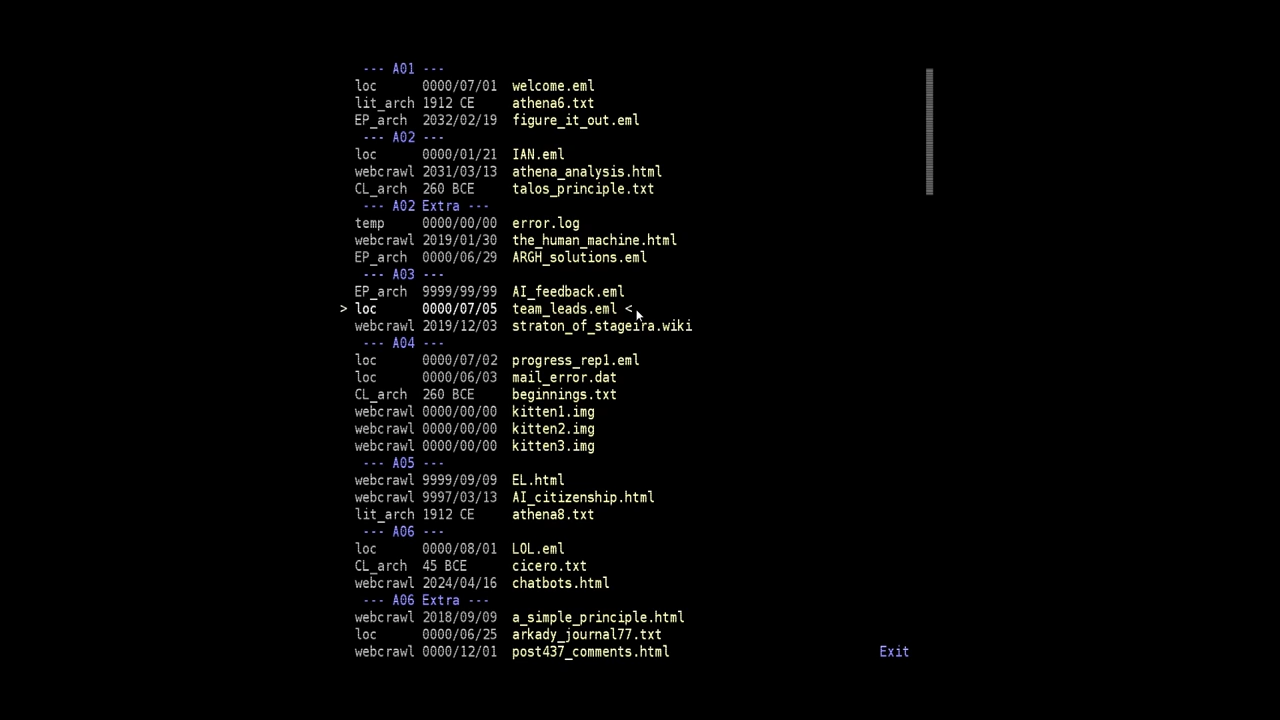 --- A01 ---
loc 0000/07/01 welcome.eml
lit_arch 1912 CE athena6.txt
EP_arch 2032/02/19 figure_it_out.eml
--- A02 ---
loc 0000/01/21 IAN.eml
webcrawl 2031/03/13 athena_analysis.html
CL_arch 260 BCE talos_principle.txt
--- A02 Extra ---
temp 0000/00/00 error.log
webcrawl 2019/01/30 the_human_machine.html
EP_arch 0000/06/29 ARGH_solutions.eml
--- A03 ---
EP_arch 9999/99/99 AI_feedback.eml
> loc 0000/07/05 team_leads.eml <
webcrawl 2019/12/03 straton_of_stageira.wiki
--- A04 ---
loc 0000/07/02 progress_rep1.eml
loc 0000/06/03 mail_error.dat
CL_arch 260 BCE beginnings.txt
webcrawl 0000/00/00 kitten1.img
webcrawl 0000/00/00 kitten2.img
webcrawl 0000/00/00 kitten3.img
--- A05 ---
webcrawl 9999/09/09 EL.html
webcrawl 9997/03/13 AI_citizenship.html
lit_arch 1912 CE athena8.txt
--- A06 ---
loc 0000/08/01 LOL.eml
CL_arch 45 BCE cicero.txt
webcrawl 2024/04/16 chatbots.html
--- A06 Extra ---
webcrawl 2018/09/09 a_simple_principle.html
loc 0000/06/25 arkady_journal77.txt
webcrawl 0000/12/01 post437_comments.html
Exit